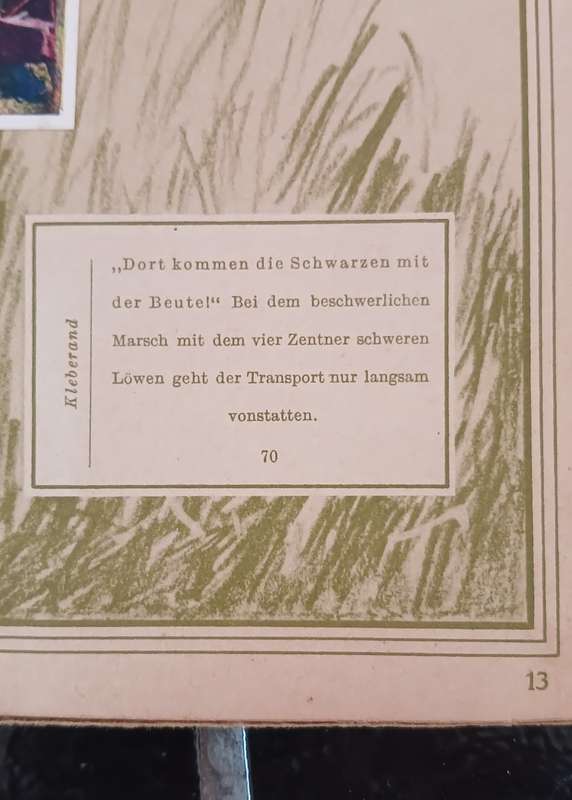 „Dort kommen die Schwarzen mit
der Beute!“ Bei dem beschwerlichen
Marsch mit dem vier Zentner schweren
Löwen geht der Transport nur langsam
vonstatten.
70
Kleberand
13